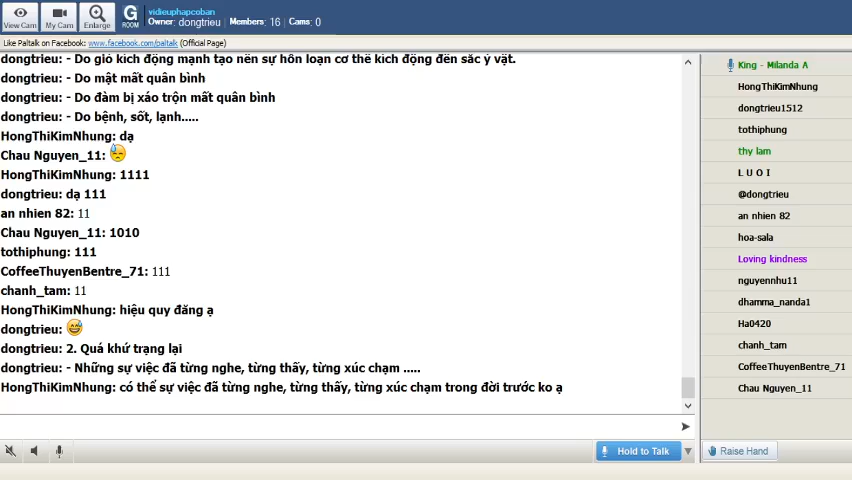 View Cam
My Cam
Enlarge
G
ROOM
vidieuphapcoban
Owner: dongtrieu | Members: 16 | Cams: 0
Like Paltalk on Facebook: www.facebook.com/paltalk (Official Page)
dongtrieu: - Do gió kích động mạnh tạo nên sự hỗn loạn cơ thể kích động đến sắc ý vật.
dongtrieu: - Do mật mất quân bình
dongtrieu: - Do đàm bị xáo trộn mất quân bình
dongtrieu: - Do bệnh, sốt, lạnh.....
HongThiKimNhung: dạ
Chau Nguyen_11:
HongThiKimNhung: 1111
dongtrieu: dạ 111
an nhien 82: 11
Chau Nguyen_11: 1010
tothiphung: 111
CoffeeThuyenBentre_71: 111
chanh_tam: 11
HongThiKimNhung: hiệu quy đăng ạ
dongtrieu:
dongtrieu: 2. Quá khứ trạng lại
dongtrieu: - Những sự việc đã từng nghe, từng thấy, từng xúc chạm .....
HongThiKimNhung: có thể sự việc đã từng nghe, từng thấy, từng xúc chạm trong đời trước ko ạ
Hold to Talk
King - Milanda A
HongThiKimNhung
dongtrieu1512
tothiphung
thy lam
L U O I
@dongtrieu
an nhien 82
hoa-sala
Loving kindness
nguyennhu11
dhamma_nanda1
Ha0420
chanh_tam
CoffeeThuyenBentre_71
Chau Nguyen_11
Raise Hand